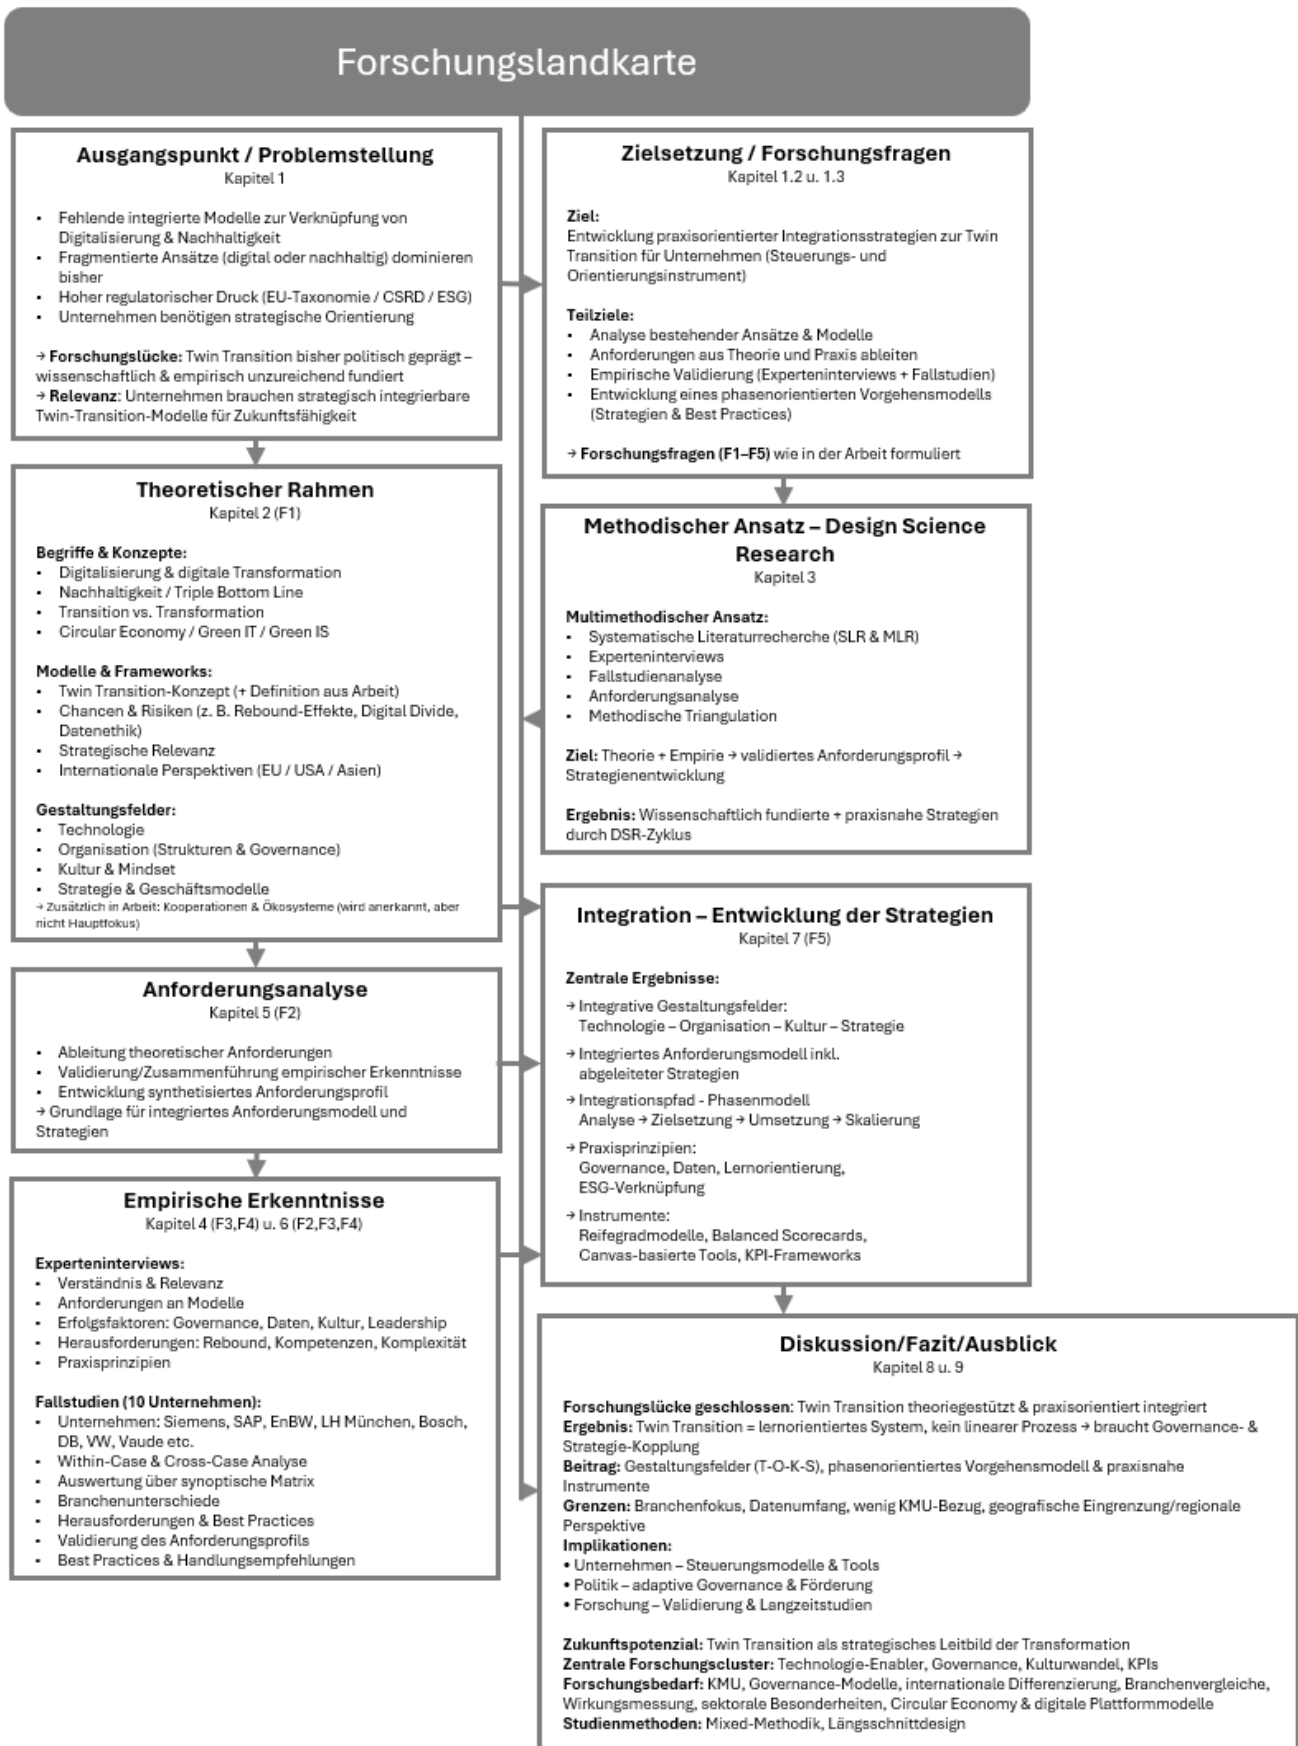 Forschungslandkarte
Ausgangspunkt / Problemstellung
Kapitel 1
▪ Fehlende integrierte Modelle zur Verknüpfung von
Digitalisierung & Nachhaltigkeit
▪ Fragmentierte Ansätze (digital oder nachhaltig) dominieren
bisher
▪ Hoher regulatorischer Druck (EU-Taxonomie / CSRD / ESG)
▪ Unternehmen benötigen strategische Orientierung
→ Forschungslücke: Twin Transition bisher politisch geprägt –
wissenschaftlich & empirisch unzureichend fundiert
→ Relevanz: Unternehmen brauchen strategisch integrierbare
Twin-Transition-Modelle für Zukunftsfähigkeit
Zielsetzung / Forschungsfragen
Kapitel 1.2 u. 1.3
Ziel:
Entwicklung praxisorientierter Integrationsstrategien zur Twin
Transition für Unternehmen (Steuerungs- und
Orientierungsinstrument)
Teilziele:
▪ Analyse bestehender Ansätze & Modelle
▪ Anforderungen aus Theorie und Praxis ableiten
▪ Empirische Validierung (Experteninterviews + Fallstudien)
▪ Entwicklung eines phasenorientierten Vorgehensmodells
(Strategien & Best Practices)
→ Forschungsfragen (F1–F5) wie in der Arbeit formuliert
Theoretischer Rahmen
Kapitel 2 (F1)
Begriffe & Konzepte:
▪ Digitalisierung & digitale Transformation
▪ Nachhaltigkeit / Triple Bottom Line
▪ Transition vs. Transformation
▪ Circular Economy / Green IT / Green IS
Modelle & Frameworks:
▪ Twin Transition-Konzept (+ Definition aus Arbeit)
▪ Chancen & Risiken (z. B. Rebound-Effekte, Digital Divide,
Datenethik)
▪ Strategische Relevanz
▪ Internationale Perspektiven (EU / USA / Asien)
Gestaltungsfelder:
▪ Technologie
▪ Organisation (Strukturen & Governance)
▪ Kultur & Mindset
▪ Strategie & Geschäftsmodelle
→ Zusätzlich in Arbeit: Kooperationen & Ökosysteme (wird anerkannt, aber
nicht Hauptfokus)
Methodischer Ansatz – Design Science
Research
Kapitel 3
Multimethodischer Ansatz:
▪ Systematische Literaturrecherche (SLR & MLR)
▪ Experteninterviews
▪ Fallstudienanalyse
▪ Anforderungsanalyse
▪ Methodische Triangulation
Ziel: Theorie + Empirie → validiertes Anforderungsprofil →
Strategienentwicklung
Ergebnis: Wissenschaftlich fundierte + praxisnahe Strategien
durch DSR-Zyklus
Anforderungsanalyse
Kapitel 5 (F2)
▪ Ableitung theoretischer Anforderungen
▪ Validierung/Zusammenführung empirischer Erkenntnisse
▪ Entwicklung synthetisiertes Anforderungsprofil
→ Grundlage für integriertes Anforderungsmodell und
Strategien
Integration – Entwicklung der Strategien
Kapitel 7 (F5)
Zentrale Ergebnisse:
→ Integrative Gestaltungsfelder:
Technologie – Organisation – Kultur – Strategie
→ Integriertes Anforderungsmodell inkl.
abgeleiteter Strategien
→ Integrationspfad - Phasenmodell
Analyse → Zielsetzung → Umsetzung → Skalierung
→ Praxisprinzipien:
Governance, Daten, Lernorientierung,
ESG-Verknüpfung
→ Instrumente:
Reifegradmodelle, Balanced Scorecards,
Canvas-basierte Tools, KPI-Frameworks
Empirische Erkenntnisse
Kapitel 4 (F3,F4) u. 6 (F2,F3,F4)
Experteninterviews:
▪ Verständnis & Relevanz
▪ Anforderungen an Modelle
▪ Erfolgsfaktoren: Governance, Daten, Kultur, Leadership
▪ Herausforderungen: Rebound, Kompetenzen, Komplexität
▪ Praxisprinzipien
Fallstudien (10 Unternehmen):
▪ Unternehmen: Siemens, SAP, EnBW, LH München, Bosch,
DB, VW, Vaude etc.
▪ Within-Case & Cross-Case Analyse
▪ Auswertung über synoptische Matrix
▪ Branchenunterschiede
▪ Herausforderungen & Best Practices
▪ Validierung des Anforderungsprofils
▪ Best Practices & Handlungsempfehlungen
Diskussion/Fazit/Ausblick
Kapitel 8 u. 9
Forschungslücke geschlossen: Twin Transition theoriegestützt & praxisorientiert integriert
Ergebnis: Twin Transition = lernorientiertes System, kein linearer Prozess → braucht Governance- &
Strategie-Kopplung
Beitrag: Gestaltungsfelder (T-O-K-S), phasenorientiertes Vorgehensmodell & praxisnahe
Instrumente
Grenzen: Branchenfokus, Datenumfang, wenig KMU-Bezug, geografische Eingrenzung/regionale
Perspektive
Implikationen:
• Unternehmen – Steuerungsmodelle & Tools
• Politik – adaptive Governance & Förderung
• Forschung – Validierung & Langzeitstudien
Zukunftspotenzial: Twin Transition als strategisches Leitbild der Transformation
Zentrale Forschungscluster: Technologie-Enabler, Governance, Kulturwandel, KPIs
Forschungsbedarf: KMU, Governance-Modelle, internationale Differenzierung, Branchenvergleiche,
Wirkungsmessung, sektorale Besonderheiten, Circular Economy & digitale Plattformmodelle
Studienmethoden: Mixed-Methodik, Längsschnittdesign